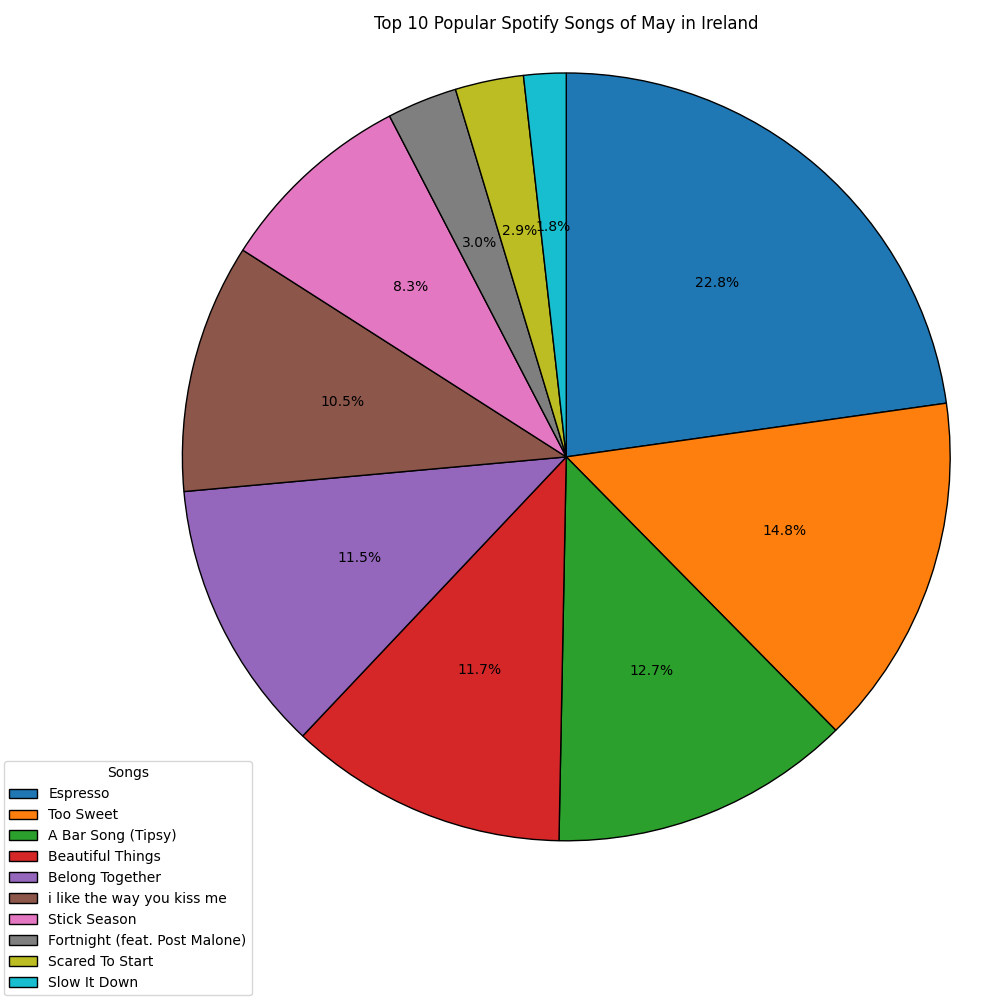 Top 10 Popular Spotify Songs of May in Ireland
1.8%
2.9%
3.0%
22.8%
8.3%
10.5%
14.8%
11.5%
11.7%
12.7%
Songs
Espresso
Too Sweet
A Bar Song (Tipsy)
Beautiful Things
Belong Together
i like the way you kiss me
Stick Season
Fortnight (feat. Post Malone)
Scared To Start
Slow It Down